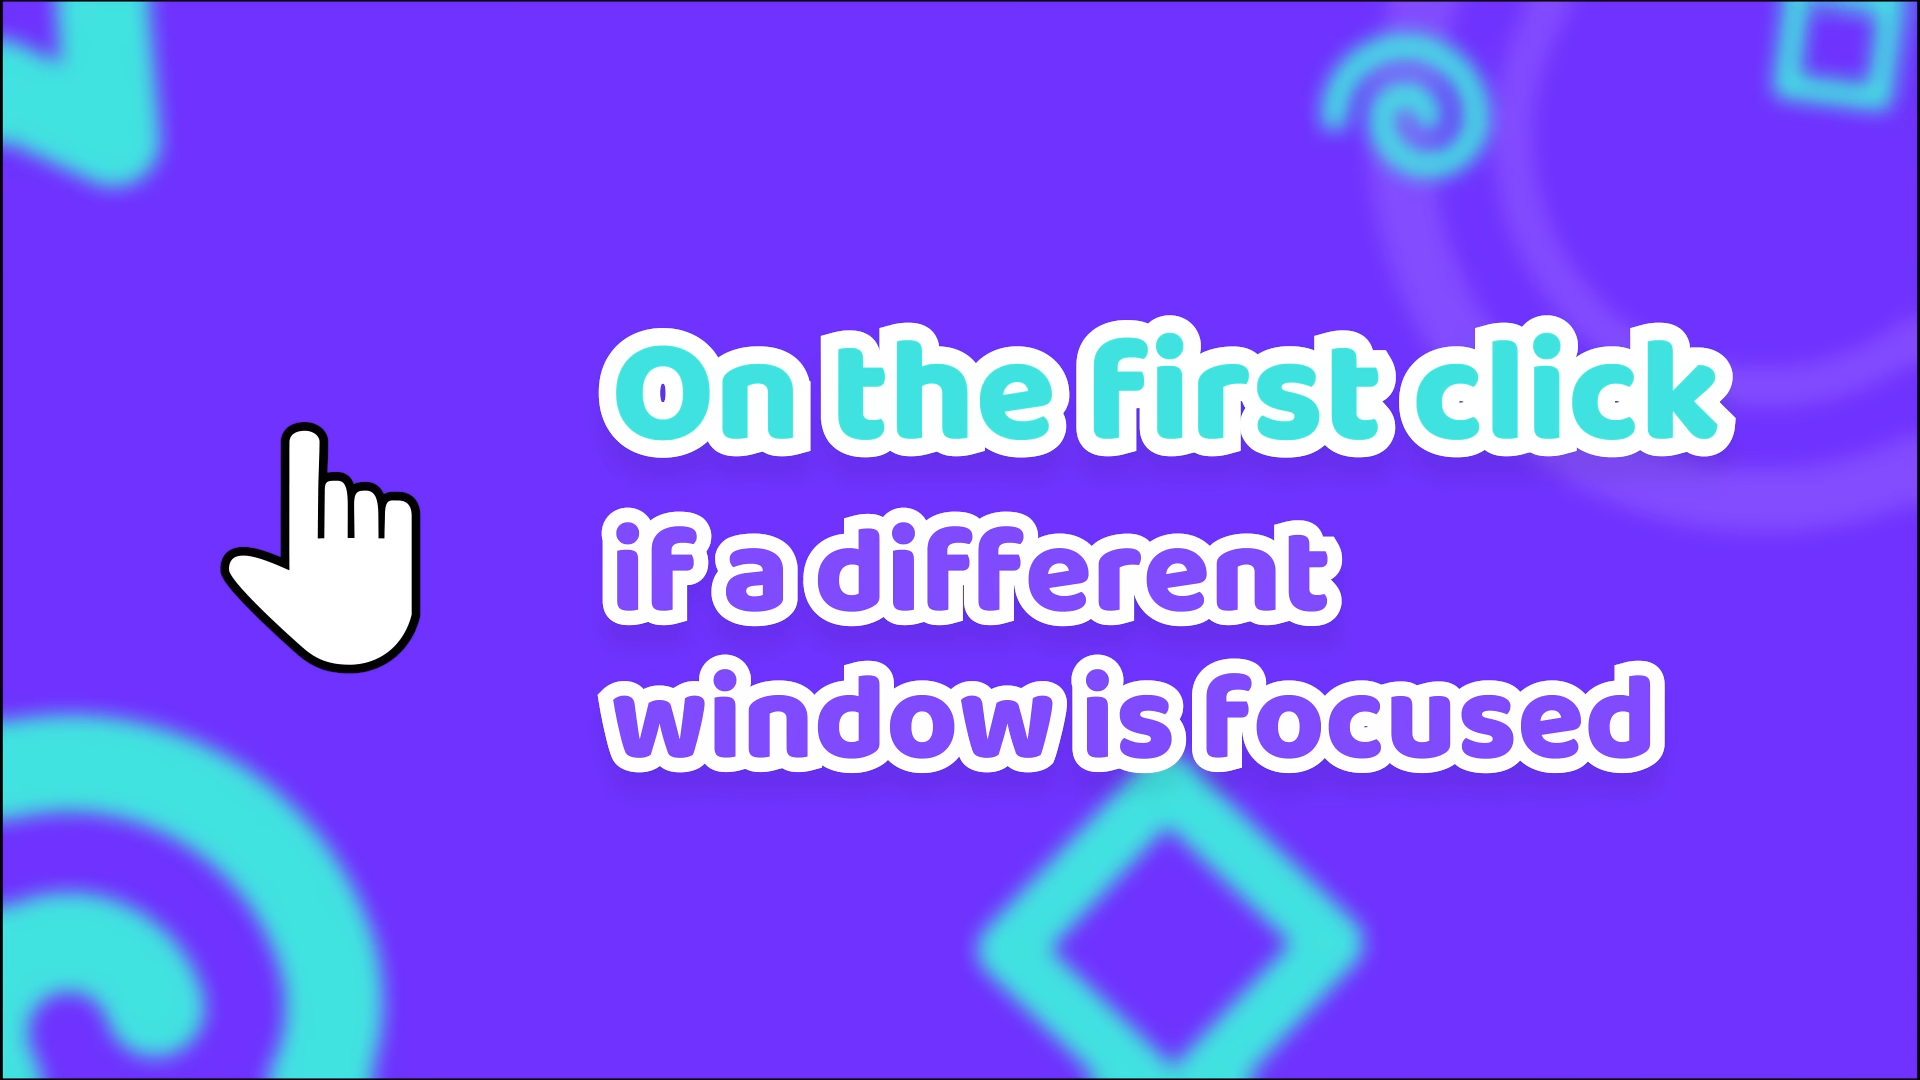 On the first click
if a different
window is focused